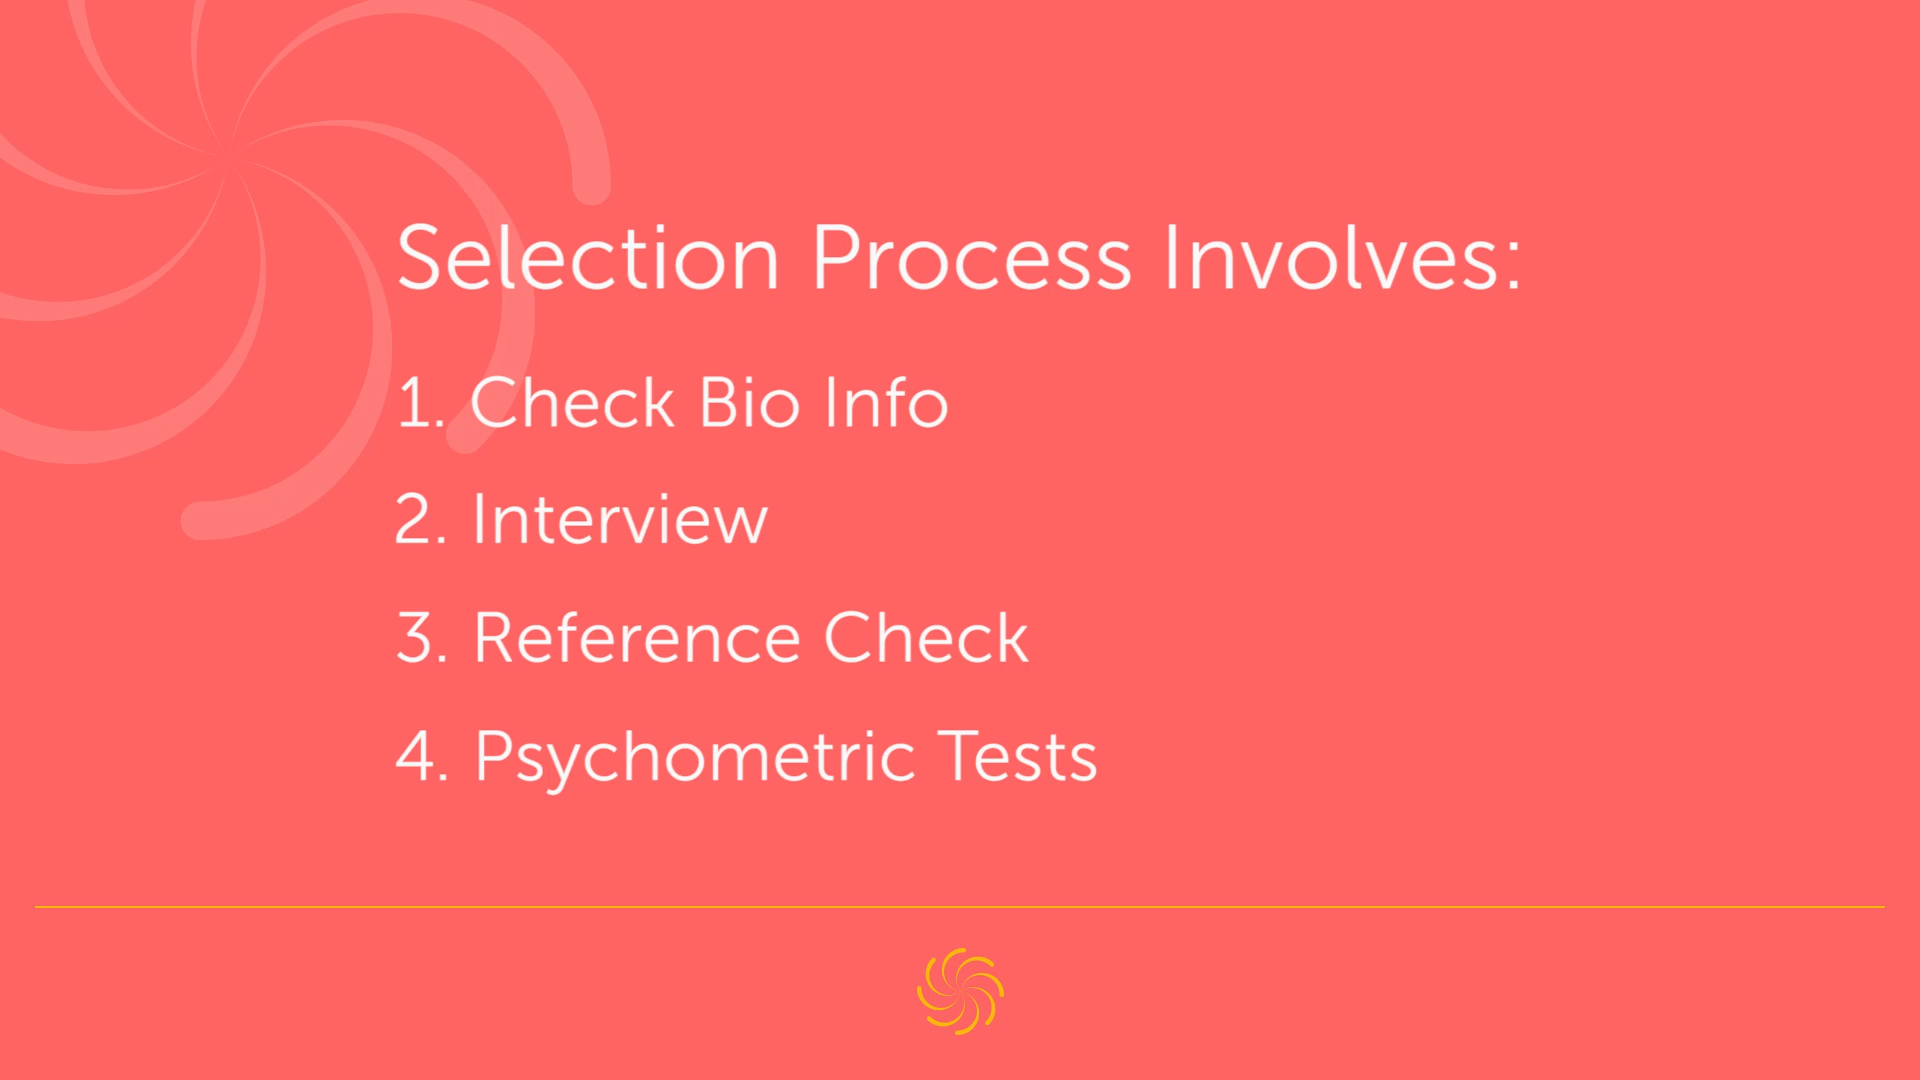 Selection Process Involves:
1. Check Bio Info
2. Interview
3. Reference Check
4. Psychometric Tests